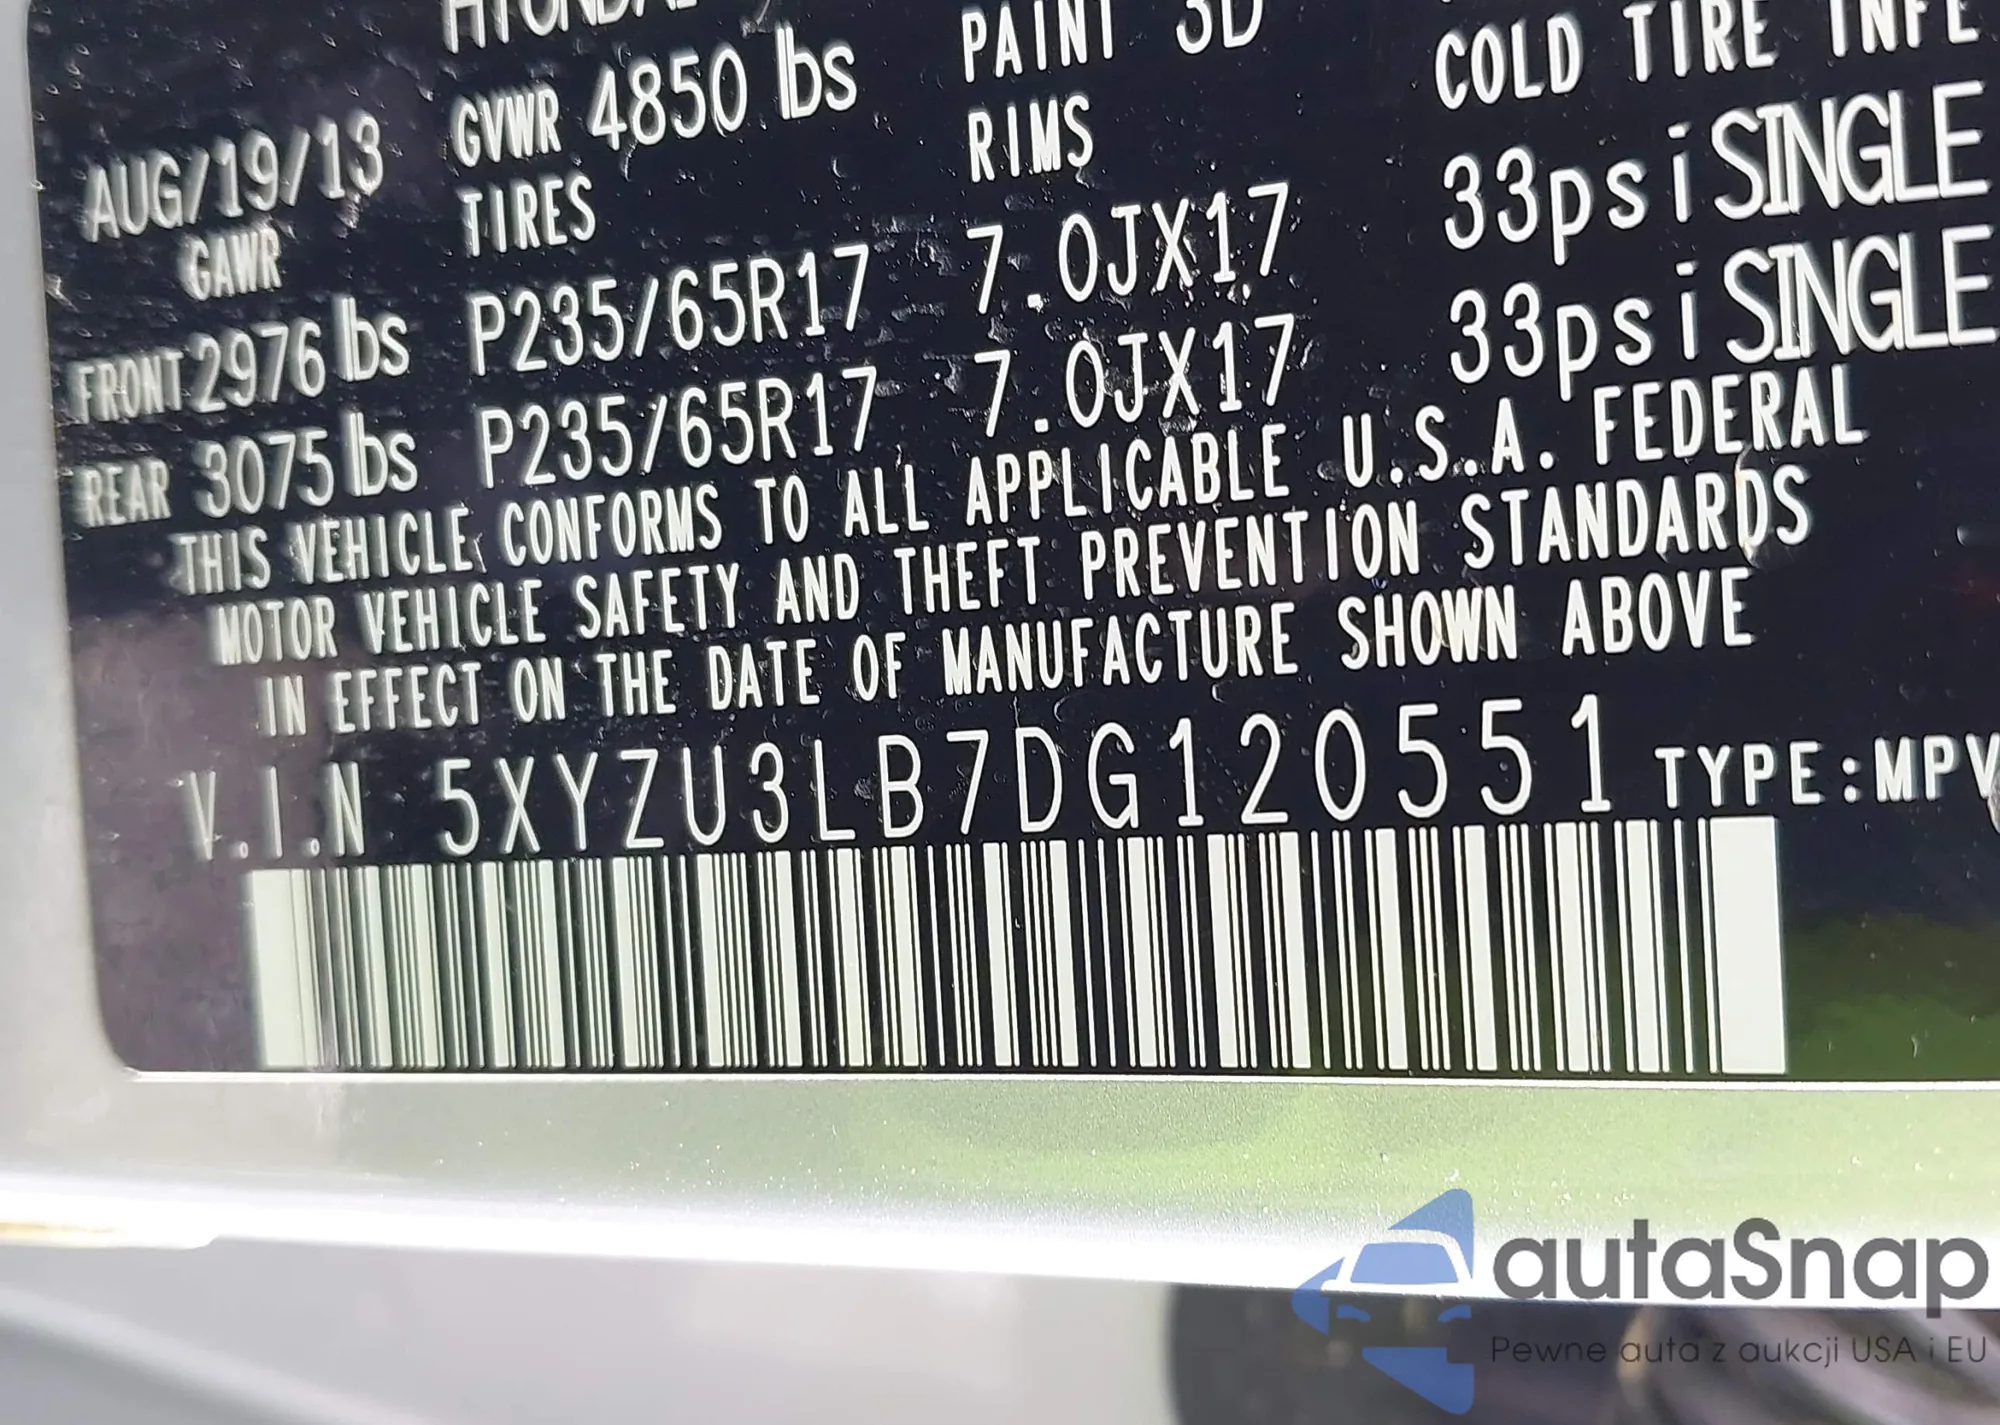 HYUNDAI
AUG/19/13 GVWR 4850 lbs PAINT 3D COLD TIRE INFL
GAWR TIRES RIMS
FRONT 2976 lbs P235/65R17 7.0JX17 33psi SINGLE
REAR 3075 lbs P235/65R17 7.0JX17 33psi SINGLE
THIS VEHICLE CONFORMS TO ALL APPLICABLE U.S.A. FEDERAL
MOTOR VEHICLE SAFETY AND THEFT PREVENTION STANDARDS
IN EFFECT ON THE DATE OF MANUFACTURE SHOWN ABOVE
V.I.N 5XYZU3LB7DG120551 TYPE:MPV
autaSnap
Pewne auta z aukcji USA i EU